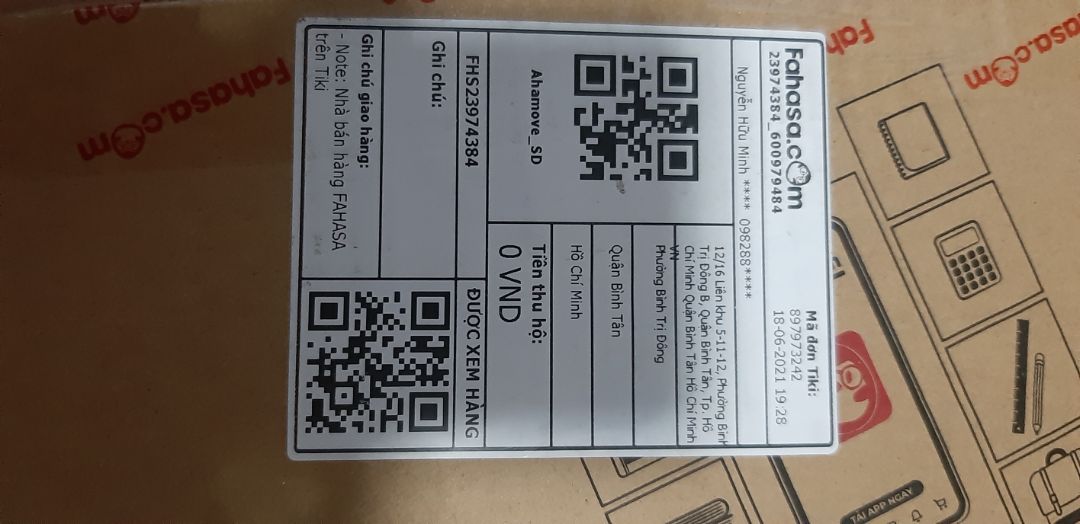 Fahasa.com
23974384_600979484
Mã đơn Tiki:
897973242
18-06-2021 19:28
Nguyễn Hữu Minh **** 098288****
12/16 Liên khu 5-11-12, Phường Bình
Trị Đông B, Quận Bình Tân, Tp. Hồ
Chí Minh Quận Bình Tân Hồ Chí Minh
VN
Phường Bình Trị Đông
Quận Bình Tân
Hồ Chí Minh
Ahamove_SD
Tiền thu hộ:
0 VND
FHS23974384
ĐƯỢC XEM HÀNG
Ghi chú:
Ghi chú giao hàng:
- Note: Nhà bán hàng FAHASA
trên Tiki
Fahasa.com
Fahasa.com
TẢI APP NGAY